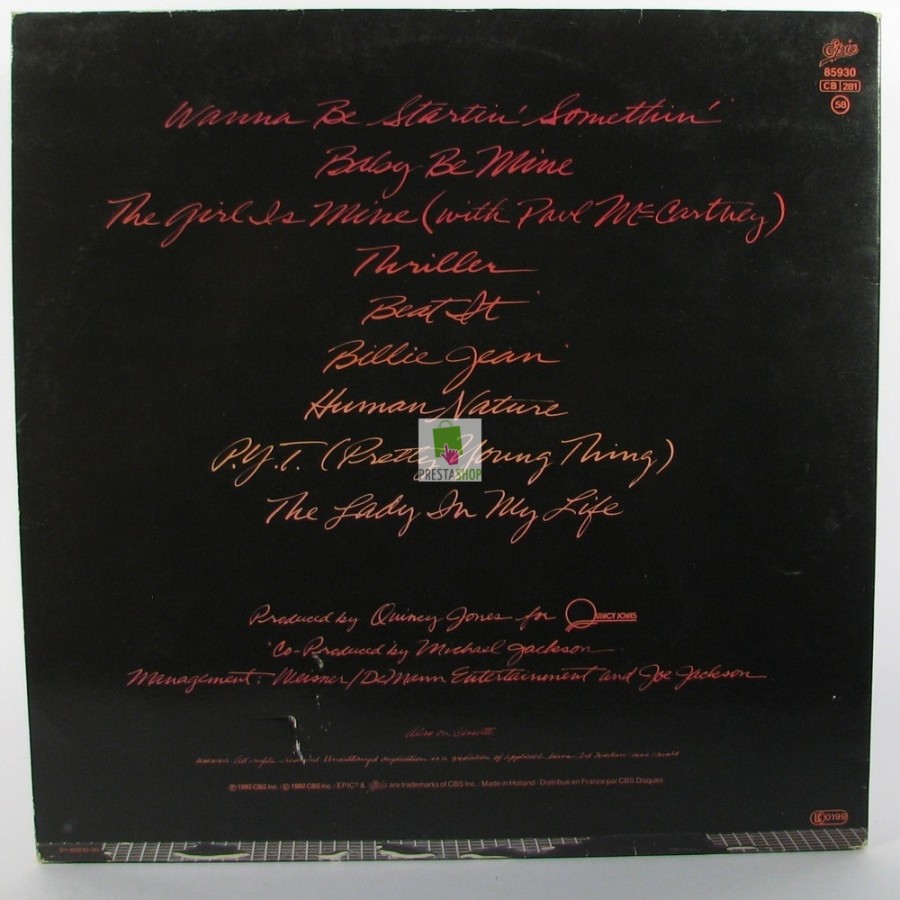 Epic
85930
CB 281
58
Wanna Be Startin' Somethin'
Baby Be Mine
The Girl Is Mine (with Paul McCartney)
Thriller
Beat It
Billie Jean
Human Nature
P.Y.T. (Pretty Young Thing)
PRESTASHOP
The Lady In My Life
Produced by Quincy Jones for QUINCY JONES
Co-Produced by Michael Jackson
Management: Weisner/DeMann Entertainment and Joe Jackson
Also on Cassette
℗ 1982 CBS Inc. / © 1982 CBS Inc. / EPIC® & Epic are trademarks of CBS Inc. / Made in Holland / Distribué en France par CBS Disques
0199